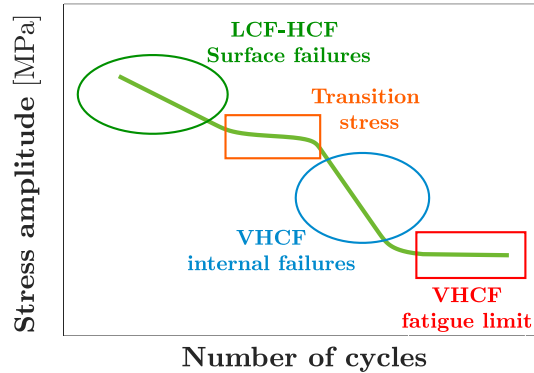 LCF-HCF
Surface failures
Transition
stress
VHCF
internal failures
VHCF
fatigue limit
Stress amplitude [MPa]
Number of cycles